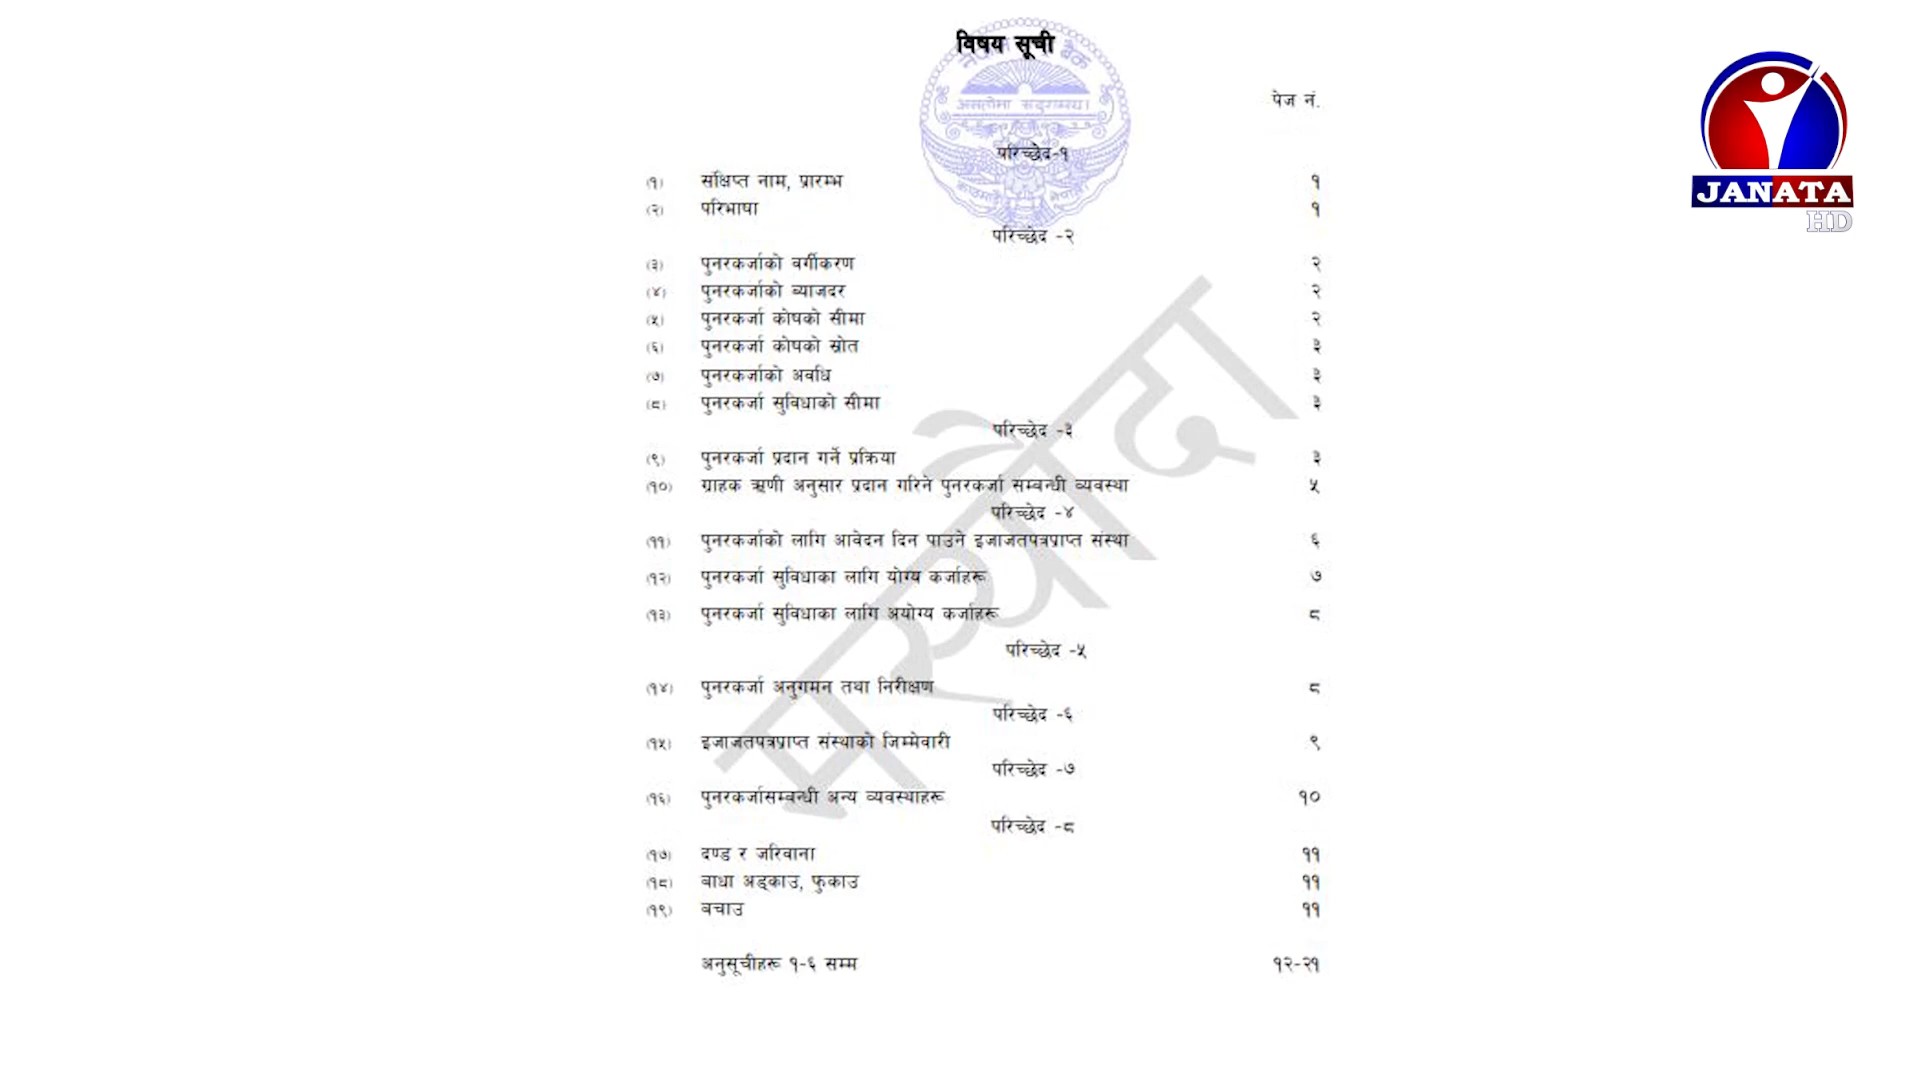 विषय सूची
पेज नं.
परिच्छेद-१
(१) संक्षिप्त नाम, प्रारम्भ १
(२) परिभाषा १
परिच्छेद -२
(३) पुनरकर्जाको वर्गीकरण २
(४) पुनरकर्जाको ब्याजदर २
(५) पुनरकर्जा कोषको सीमा २
(६) पुनरकर्जा कोषको स्रोत ३
(७) पुनरकर्जाको अवधि ३
(८) पुनरकर्जा सुविधाको सीमा ३
परिच्छेद -३
(९) पुनरकर्जा प्रदान गर्ने प्रक्रिया ३
(१०) ग्राहक ऋणी अनुसार प्रदान गरिने पुनरकर्जा सम्बन्धी व्यवस्था ५
परिच्छेद -४
(११) पुनरकर्जाको लागि आवेदन दिन पाउने इजाजतपत्रप्राप्त संस्था ६
(१२) पुनरकर्जा सुविधाका लागि योग्य कर्जाहरू ७
(१३) पुनरकर्जा सुविधाका लागि अयोग्य कर्जाहरू ८
परिच्छेद -५
(१४) पुनरकर्जा अनुगमन तथा निरीक्षण ८
परिच्छेद -६
(१५) इजाजतपत्रप्राप्त संस्थाको जिम्मेवारी ९
परिच्छेद -७
(१६) पुनरकर्जासम्बन्धी अन्य व्यवस्थाहरू १०
परिच्छेद -८
(१७) दण्ड र जरिवाना ११
(१८) बाधा अड्काउ, फुकाउ ११
(१९) बचाउ ११
अनुसूचीहरू १-६ सम्म १२-२१
मस्यौदा
JANATA
HD